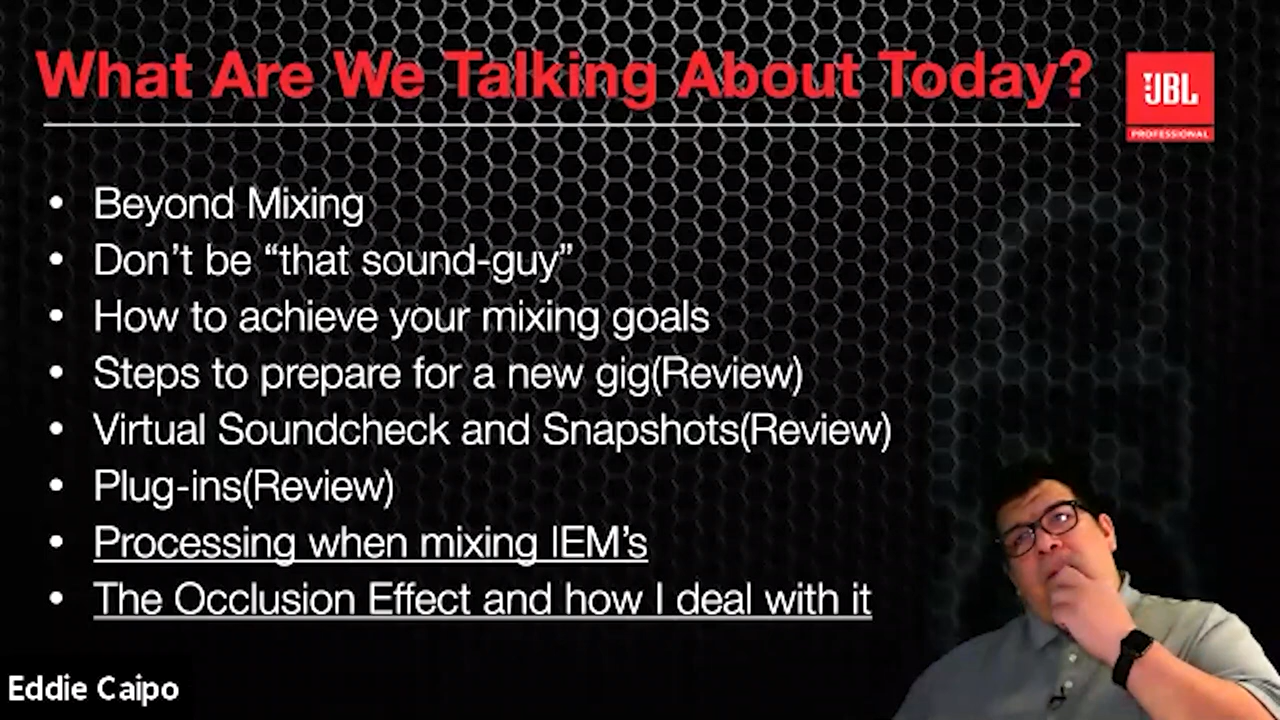 What Are We Talking About Today?
JBL
PROFESSIONAL
• Beyond Mixing
• Don’t be “that sound-guy”
• How to achieve your mixing goals
• Steps to prepare for a new gig(Review)
• Virtual Soundcheck and Snapshots(Review)
• Plug-ins(Review)
• Processing when mixing IEM’s
• The Occlusion Effect and how I deal with it
Eddie Caipo